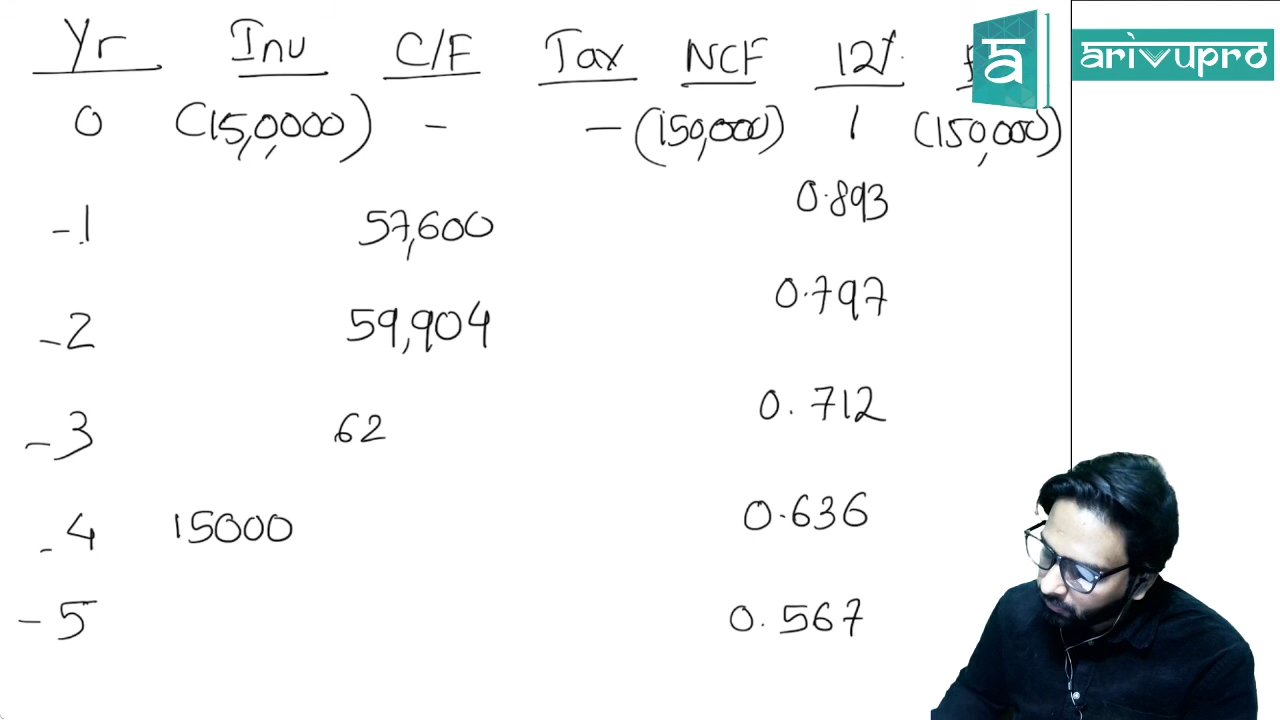 Yr Inv C/F Tax NCF 12%
0 (15,0000) - - (150,000) 1 (150,000)
-1 57,600 0.893
-2 59,904 0.797
-3 62 0.712
-4 15000 0.636
-5 0.567
ā arivupro